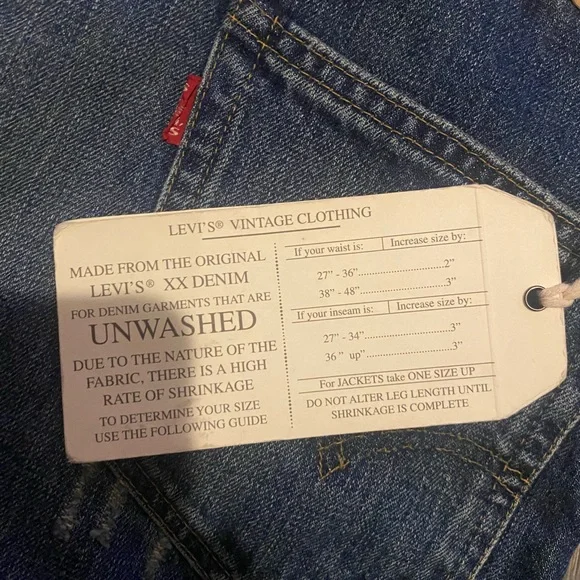 LEVI'S
LEVI'S® VINTAGE CLOTHING
MADE FROM THE ORIGINAL
LEVI'S® XX DENIM
FOR DENIM GARMENTS THAT ARE
UNWASHED
DUE TO THE NATURE OF THE
FABRIC, THERE IS A HIGH
RATE OF SHRINKAGE
TO DETERMINE YOUR SIZE
USE THE FOLLOWING GUIDE
If your waist is: Increase size by:
27" - 36"..............................2"
38" - 48"..............................3"
If your inseam is: Increase size by:
27" - 34"..............................3"
36 " up"..............................3"
For JACKETS take ONE SIZE UP
DO NOT ALTER LEG LENGTH UNTIL
SHRINKAGE IS COMPLETE